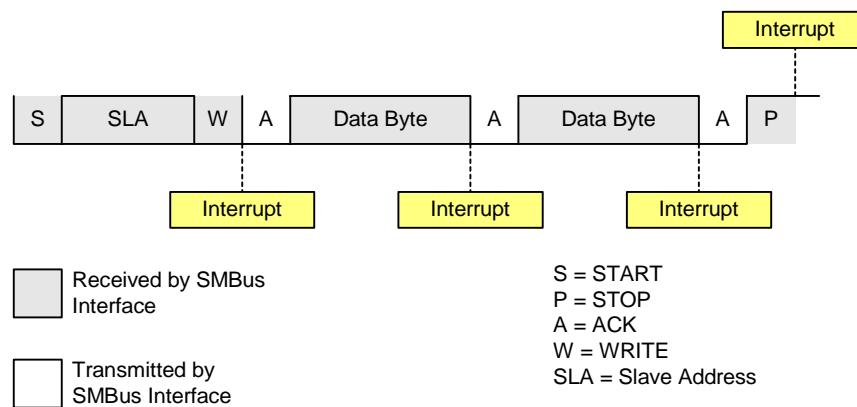 Interrupt
S SLA W A Data Byte A Data Byte A P
Interrupt Interrupt Interrupt
Received by SMBus
Interface
Transmitted by
SMBus Interface
S = START
P = STOP
A = ACK
W = WRITE
SLA = Slave Address